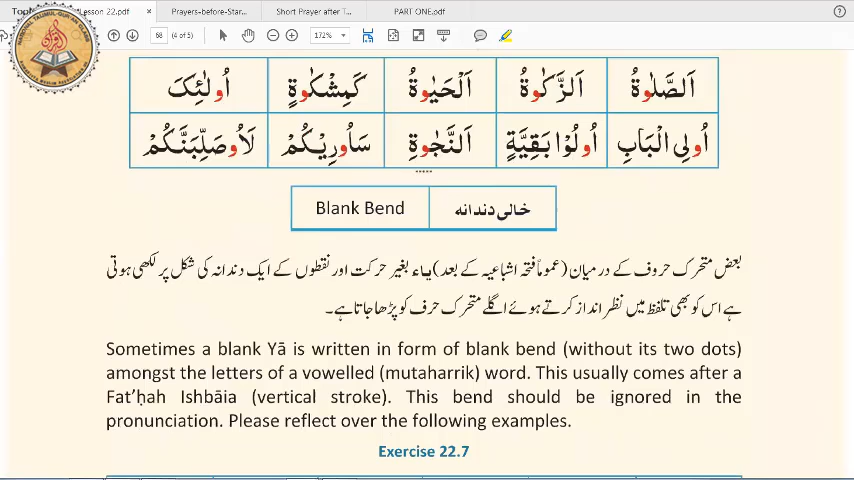 Lesson 22.pdf × Prayers-before-Star... Short Prayer after T... PART ONE.pdf
68 (4 of 5) 172%
اَلصَّلٰوةُ اَلزَّكٰوةُ اَلْحَيٰوةُ كَمِشْكٰوةٍ اُولٰئِكَ
اُولِى الْبَابِ اُولُوْا بَقِيَّةٍ اَلنَّجٰوةِ سَاُورِيْكُمْ لَاُوصَلِّبَنَّكُمْ
Blank Bend خالی دندانہ
بعض متحرک حروف کے درمیان (عموماً فتحہ اشباعیہ کے بعد) یاء بغیر حرکت اور نقطوں کے ایک دندانہ کی شکل پر لکھی ہوتی
ہے اس کو بھی تلفظ میں نظر انداز کرتے ہوئے اگلے متحرک حرف کو پڑھا جاتا ہے۔
Sometimes a blank Yā is written in form of blank bend (without its two dots)
amongst the letters of a vowelled (mutaharrik) word. This usually comes after a
Fat’ḥah Ishbāia (vertical stroke). This bend should be ignored in the
pronunciation. Please reflect over the following examples.
Exercise 22.7